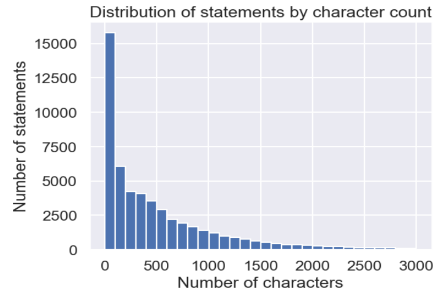 Distribution of statements by character count
15000
12500
10000
7500
5000
2500
0
Number of statements
0 500 1000 1500 2000 2500 3000
Number of characters